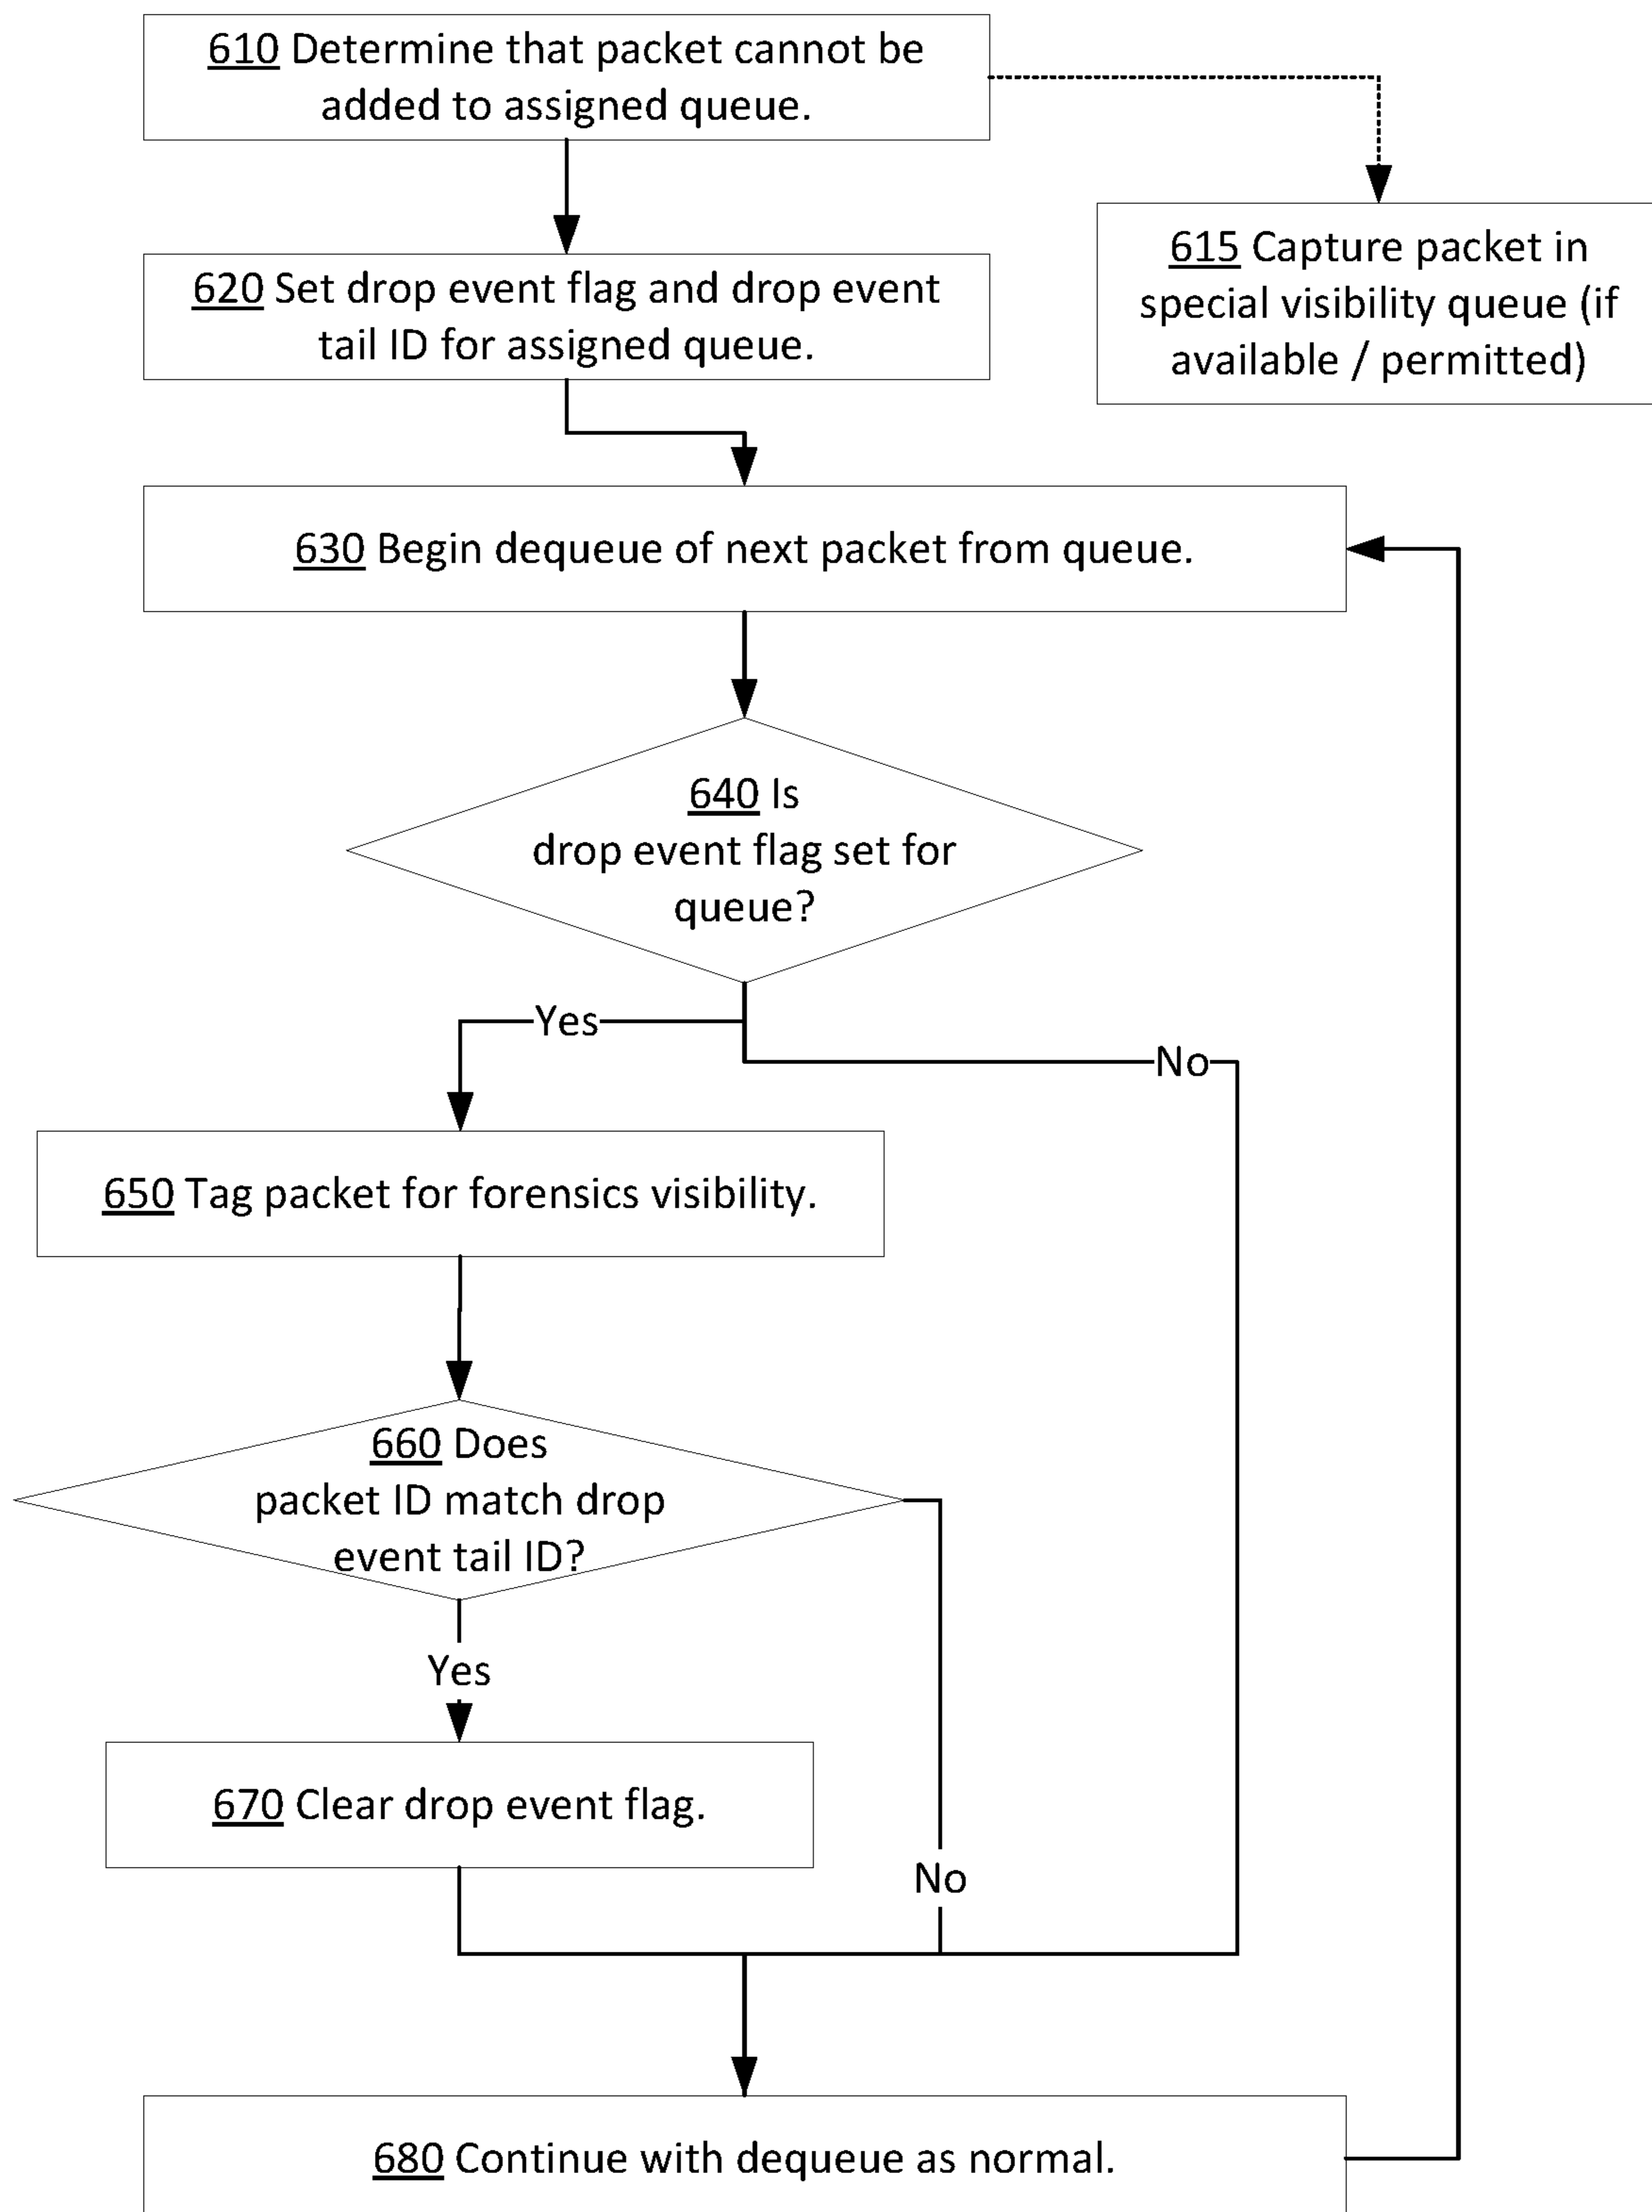 610 Determine that packet cannot be
added to assigned queue.
615 Capture packet in
special visibility queue (if
available / permitted)
620 Set drop event flag and drop event
tail ID for assigned queue.
630 Begin dequeue of next packet from queue.
640 Is
drop event flag set for
queue?
Yes
No
650 Tag packet for forensics visibility.
660 Does
packet ID match drop
event tail ID?
Yes
670 Clear drop event flag.
No
680 Continue with dequeue as normal.